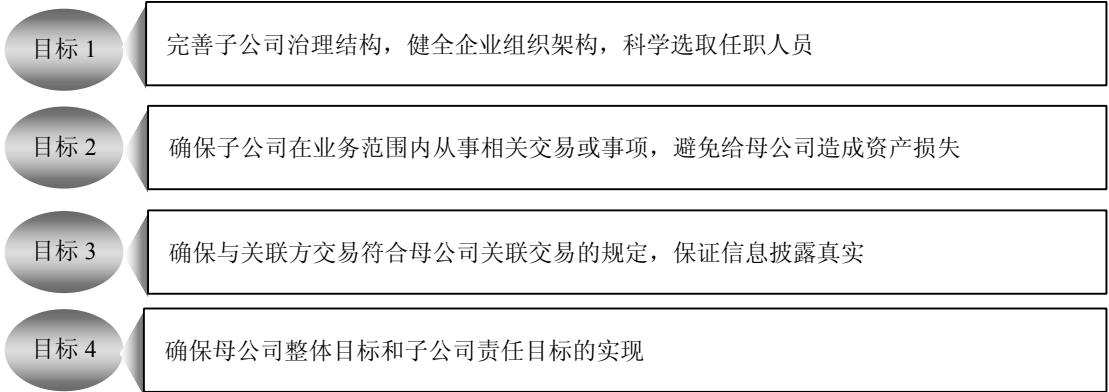 目标 1
完善子公司治理结构，健全企业组织架构，科学选取任职人员
目标 2
确保子公司在业务范围内从事相关交易或事项，避免给母公司造成资产损失
目标 3
确保与关联方交易符合母公司关联交易的规定，保证信息披露真实
目标 4
确保母公司整体目标和子公司责任目标的实现